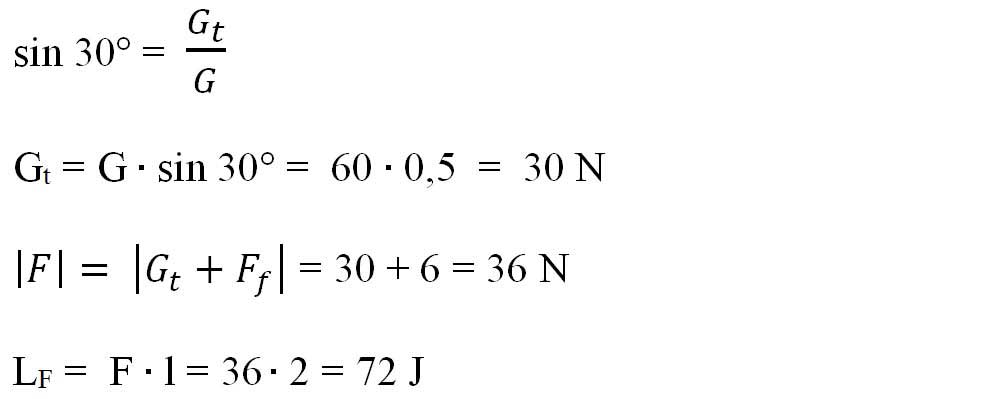 sin 30° = Gt/G
Gt = G · sin 30° = 60 · 0,5 = 30 N
|F| = |Gt + Ff| = 30 + 6 = 36 N
LF = F · l = 36 · 2 = 72 J